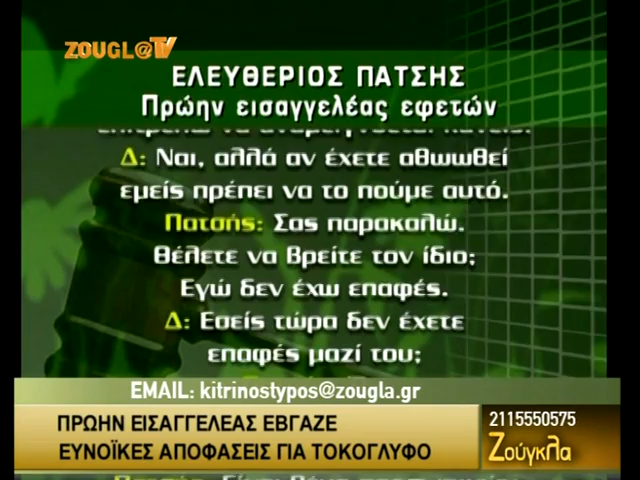 ZOUGL@TV
ΕΛΕΥΘΕΡΙΟΣ ΠΑΤΣΗΣ
Πρώην εισαγγελέας εφετών
Δ: Ναι, αλλά αν έχετε αθωωθεί
εμείς πρέπει να το πούμε αυτό.
Πατσής: Σας παρακαλώ.
Θέλετε να βρείτε τον ίδιο;
Εγώ δεν έχω επαφές.
Δ: Εσείς τώρα δεν έχετε
επαφές μαζί του;
EMAIL: kitrinostypos@zougla.gr
ΠΡΩΗΝ ΕΙΣΑΓΓΕΛΕΑΣ ΕΒΓΑΖΕ
ΕΥΝΟΪΚΕΣ ΑΠΟΦΑΣΕΙΣ ΓΙΑ ΤΟΚΟΓΛΥΦΟ
2115550575
Ζούγκλα